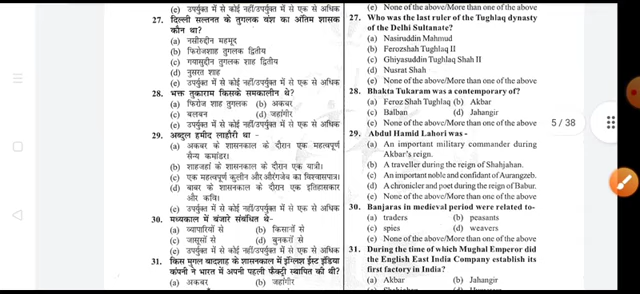 (e) उपर्युक्त में से कोई नहीं/उपर्युक्त में से एक से अधिक
27. दिल्ली सल्तनत के तुगलक वंश का अंतिम शासक
कौन था?
(a) नसीरुद्दीन महमूद
(b) फिरोजशाह तुगलक द्वितीय
(c) गयासुद्दीन तुगलक शाह द्वितीय
(d) नुसरत शाह
(e) उपर्युक्त में से कोई नहीं/उपर्युक्त में से एक से अधिक
28. भक्त तुकाराम किसके समकालीन थे?
(a) फिरोज शाह तुगलक (b) अकबर
(c) बलबन (d) जहांगीर
(e) उपर्युक्त में से कोई नहीं/उपर्युक्त में से एक से अधिक
29. अब्दुल हमीद लाहौरी था -
(a) अकबर के शासनकाल के दौरान एक महत्वपूर्ण
सैन्य कमांडर।
(b) शाहजहां के शासनकाल के दौरान एक यात्री।
(c) एक महत्वपूर्ण कुलीन और औरंगजेब का विश्वासपात्र।
(d) बाबर के शासनकाल के दौरान एक इतिहासकार
और कवि।
(e) उपर्युक्त में से कोई नहीं/उपर्युक्त में से एक से अधिक
30. मध्यकाल में बंजारे संबंधित थे-
(a) व्यापारियों से (b) किसानों से
(c) जासूसों से (d) बुनकरों से
(e) उपर्युक्त में से कोई नहीं/उपर्युक्त में से एक से अधिक
31. किस मुगल बादशाह के शासनकाल में इंग्लिश ईस्ट इंडिया
कंपनी ने भारत में अपनी पहली फैक्ट्री स्थापित की थी?
(a) अकबर (b) जहांगीर
(e) None of the above/More than one of the above
27. Who was the last ruler of the Tughlaq dynasty
of the Delhi Sultanate?
(a) Nasiruddin Mahmud
(b) Ferozshah Tughlaq II
(c) Ghiyasuddin Tughlaq Shah II
(d) Nusrat Shah
(e) None of the above/More than one of the above
28. Bhakta Tukaram was a contemporary of?
(a) Feroz Shah Tughlaq (b) Akbar
(c) Balban (d) Jahangir
(e) None of the above/More than one of the above
29. Abdul Hamid Lahori was -
(a) An important military commander during
Akbar's reign.
(b) A traveller during the reign of Shahjahan.
(c) An important noble and confidant of Aurangzeb.
(d) A chronicler and poet during the reign of Babur.
(e) None of the above/More than one of the above
30. Banjaras in medieval period were related to-
(a) traders (b) peasants
(c) spies (d) weavers
(e) None of the above/More than one of the above
31. During the time of which Mughal Emperor did
the English East India Company establish its
first factory in India?
(a) Akbar (b) Jahangir
5 / 38